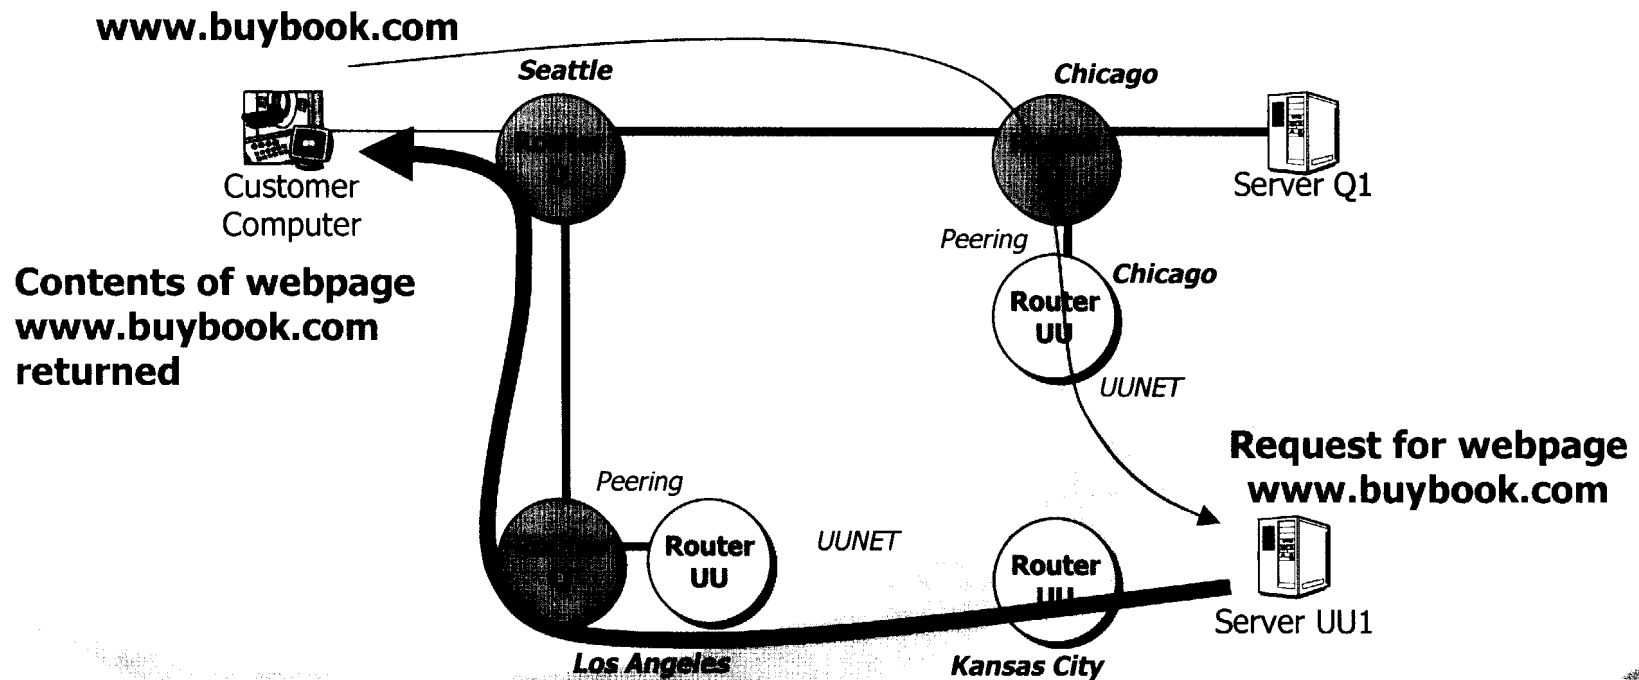 www.buybook.com
Seattle
Chicago
Customer
Computer
Server Q1
Peering
Chicago
Contents of webpage
www.buybook.com
returned
Router
UU
UUNET
Request for webpage
www.buybook.com
Peering
Router
UU
UUNET
Router
UU
Server UU1
Los Angeles
Kansas City